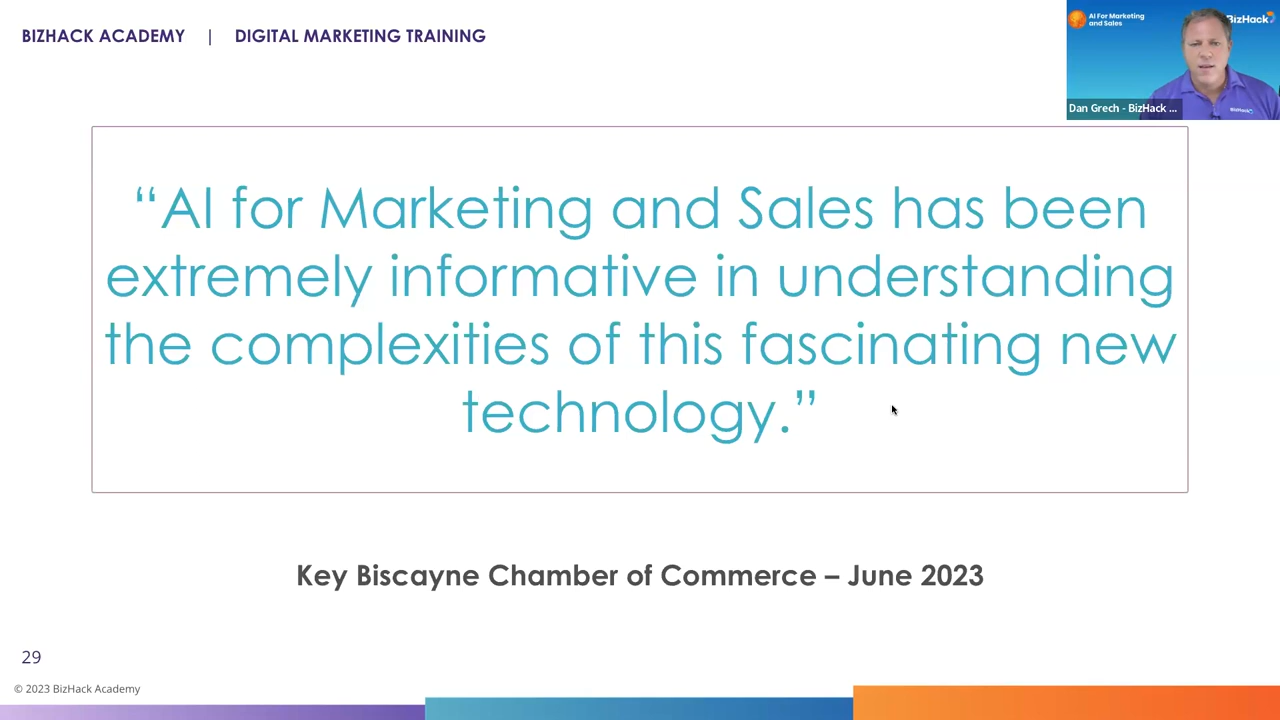 BIZHACK ACADEMY | DIGITAL MARKETING TRAINING
AI For Marketing
and Sales
BizHack
BizHack
Dan Grech - BizHack ...
“AI for Marketing and Sales has been
extremely informative in understanding
the complexities of this fascinating new
technology.”
Key Biscayne Chamber of Commerce – June 2023
29
© 2023 BizHack Academy